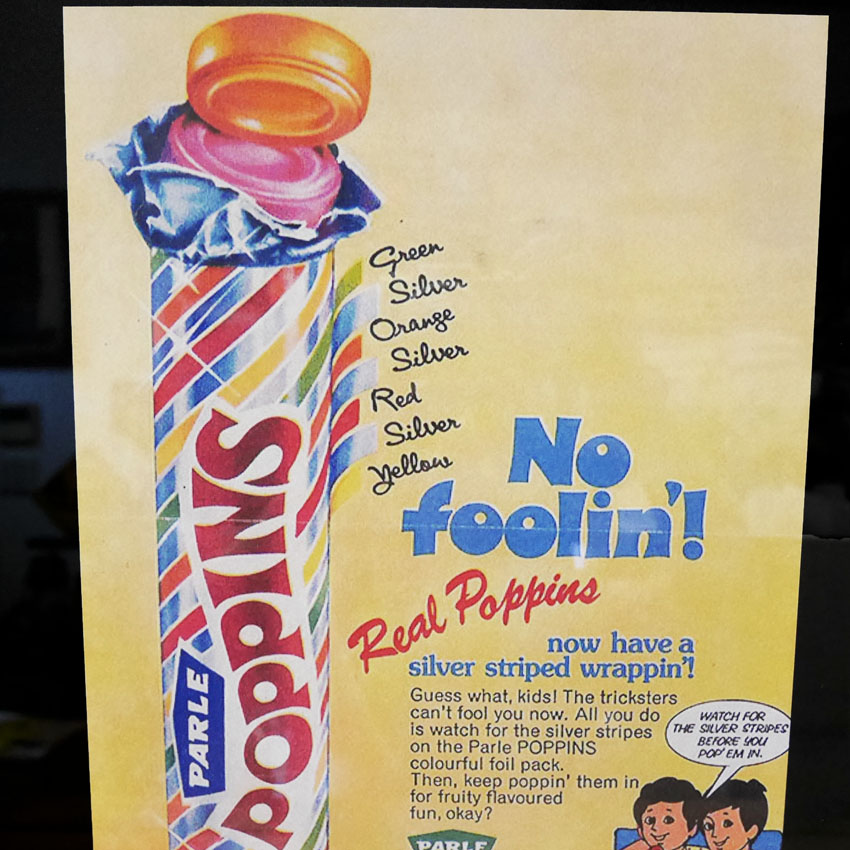 Green
Silver
Orange
Silver
Red
Silver
Yellow
PARLE
POPPINS
No
foolin'!
Real Poppins
now have a
silver striped wrappin'!
Guess what, kids! The tricksters
can't fool you now. All you do
is watch for the silver stripes
on the Parle POPPINS
colourful foil pack.
Then, keep poppin' them in
for fruity flavoured
fun, okay?
WATCH FOR
THE SILVER STRIPES
BEFORE YOU
POP 'EM IN.
PARLE